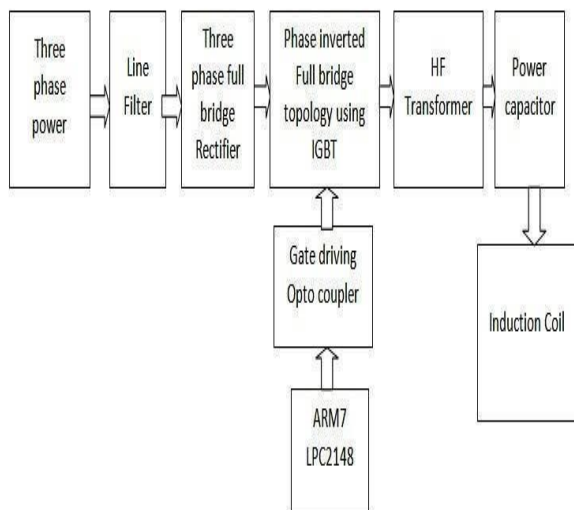 Three
phase
power
Line
Filter
Three
phase full
bridge
Rectifier
Phase inverted
Full bridge
topology using
IGBT
HF
Transformer
Power
capacitor
Gate driving
Opto coupler
Induction Coil
ARM7
LPC2148